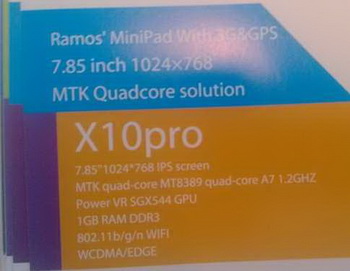 Ramos' MiniPad With 3G&GPS
7.85 inch 1024×768
MTK Quadcore solution
X10pro
7.85"1024*768 IPS screen
MTK quad-core MT8389 quad-core A7 1.2GHZ
Power VR SGX544 GPU
1GB RAM DDR3
802.11b/g/n WIFI
WCDMA/EDGE